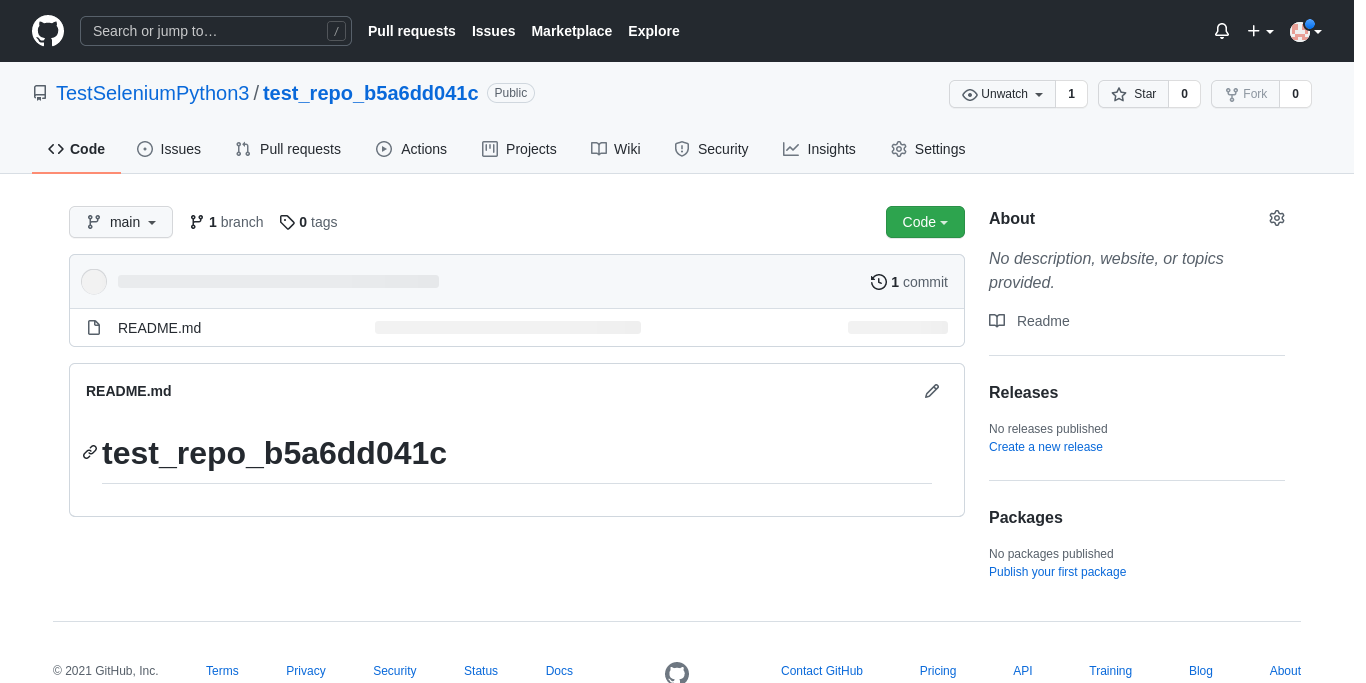 Search or jump to… /
Pull requests Issues Marketplace Explore
TestSeleniumPython3 / test_repo_b5a6dd041c Public
Unwatch 1 Star 0 Fork 0
Code Issues Pull requests Actions Projects Wiki Security Insights Settings
main 1 branch 0 tags Code
1 commit
README.md
README.md
test_repo_b5a6dd041c
About
No description, website, or topics
provided.
Readme
Releases
No releases published
Create a new release
Packages
No packages published
Publish your first package
© 2021 GitHub, Inc. Terms Privacy Security Status Docs Contact GitHub Pricing API Training Blog About